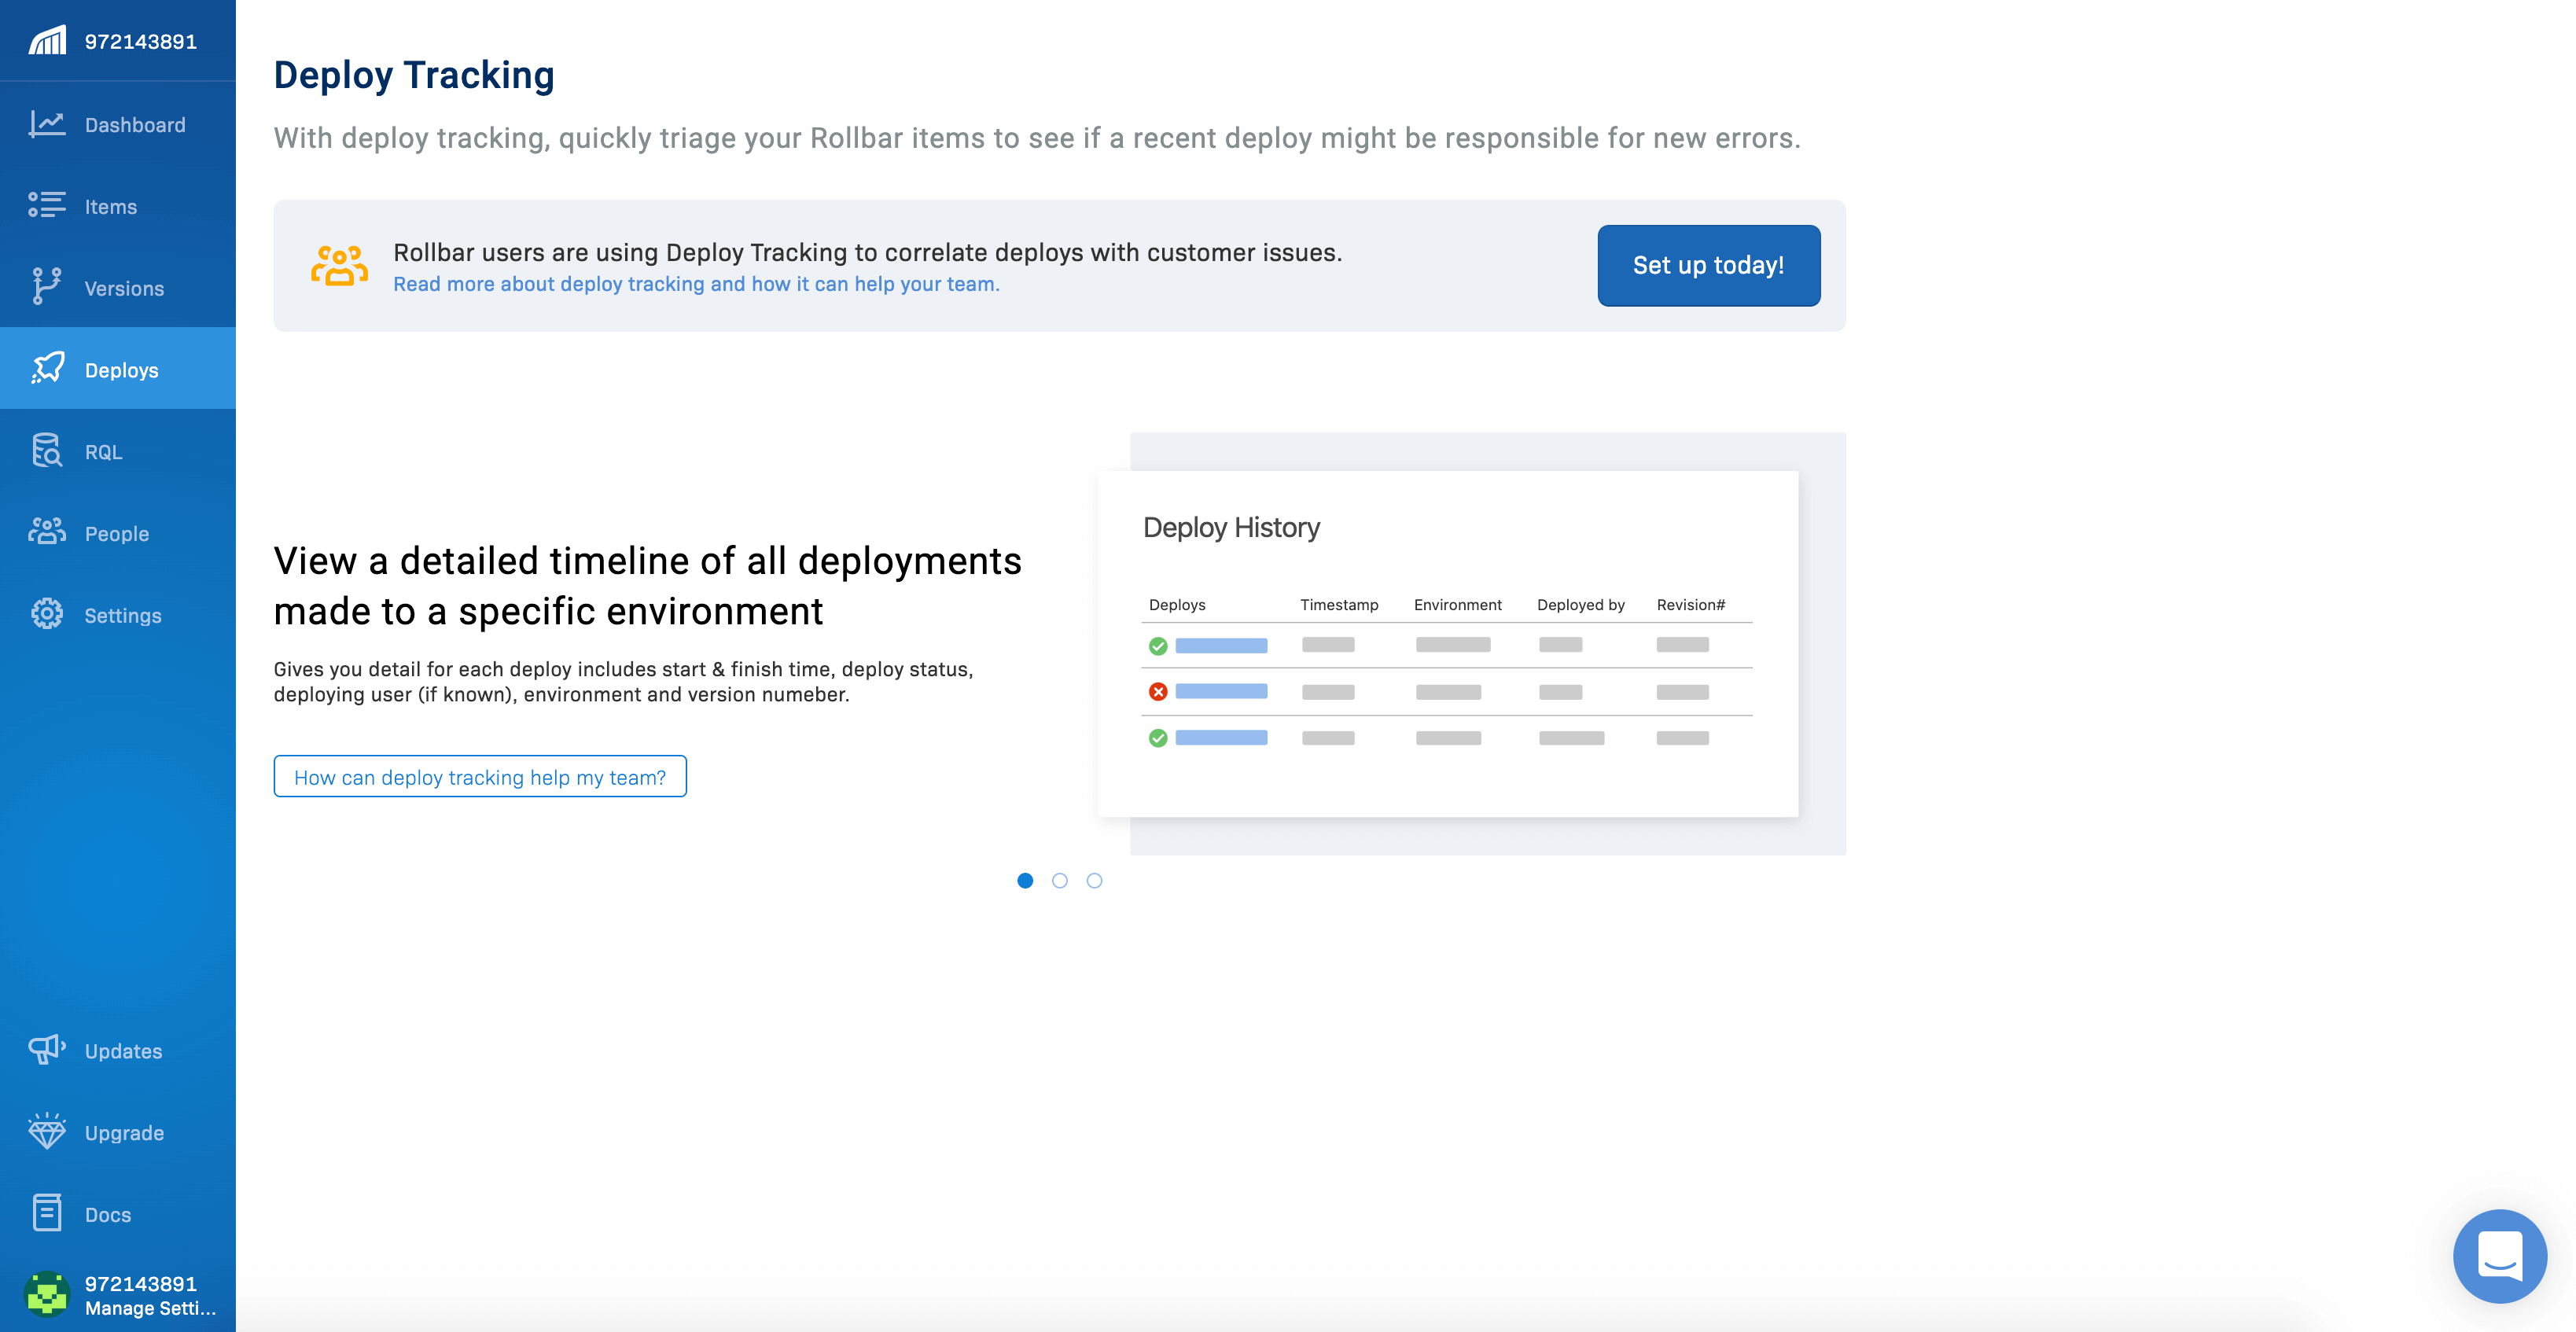 972143891
Dashboard
Items
Versions
Deploys
RQL
People
Settings
Updates
Upgrade
Docs
972143891
Manage Setti...
Deploy Tracking
With deploy tracking, quickly triage your Rollbar items to see if a recent deploy might be responsible for new errors.
Rollbar users are using Deploy Tracking to correlate deploys with customer issues.
Read more about deploy tracking and how it can help your team.
Set up today!
View a detailed timeline of all deployments
made to a specific environment
Gives you detail for each deploy includes start & finish time, deploy status,
deploying user (if known), environment and version numeber.
How can deploy tracking help my team?
Deploy History
Deploys Timestamp Environment Deployed by Revision#